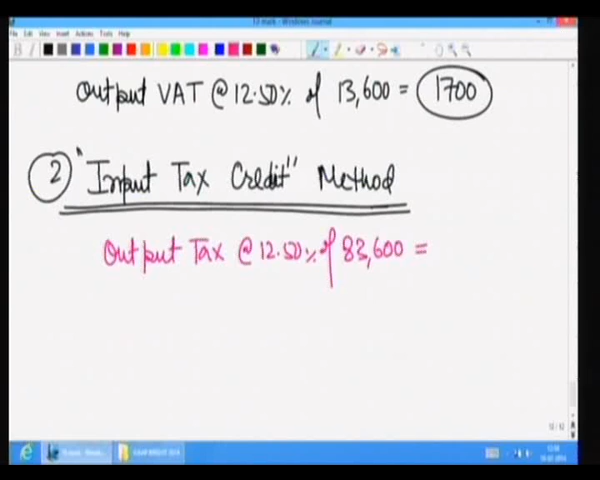 Output VAT @ 12.50% of 13,600 = 1700
2 "Input Tax Credit" Method
Output Tax @ 12.50% of 83,600 =